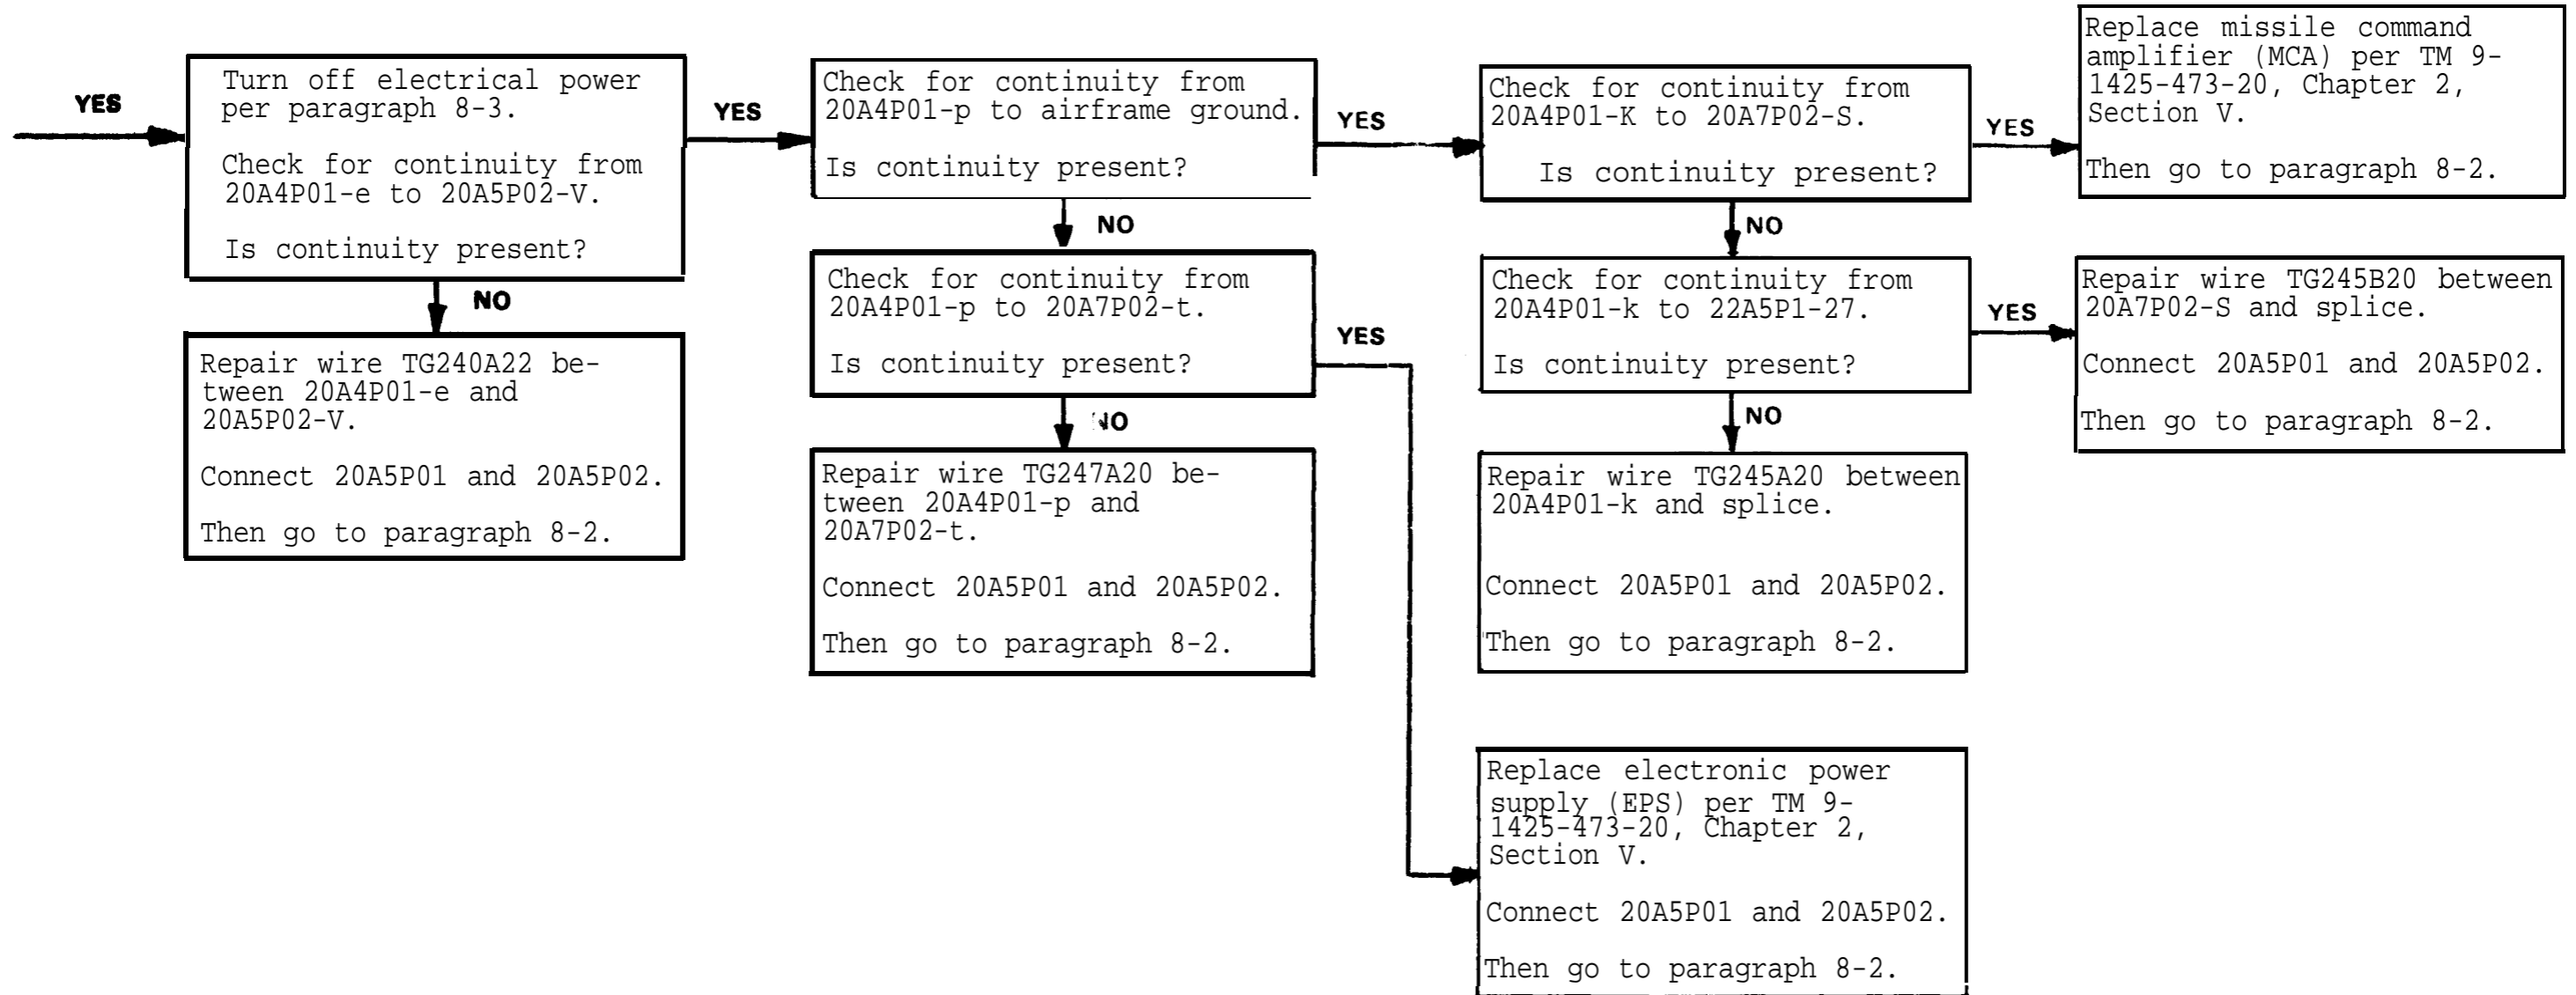 YES
Turn off electrical power
per paragraph 8-3.
Check for continuity from
20A4P01-e to 20A5P02-V.
Is continuity present?
NO
Repair wire TG240A22 be-
tween 20A4P01-e and
20A5P02-V.
Connect 20A5P01 and 20A5P02.
Then go to paragraph 8-2.
YES
Check for continuity from
20A4P01-p to airframe ground.
Is continuity present?
NO
Check for continuity from
20A4P01-p to 20A7P02-t.
Is continuity present?
NO
Repair wire TG247A20 be-
tween 20A4P01-p and
20A7P02-t.
Connect 20A5P01 and 20A5P02.
Then go to paragraph 8-2.
YES
YES
Check for continuity from
20A4P01-K to 20A7P02-S.
Is continuity present?
NO
Check for continuity from
20A4P01-k to 22A5P1-27.
Is continuity present?
NO
Repair wire TG245A20 between
20A4P01-k and splice.
Connect 20A5P01 and 20A5P02.
Then go to paragraph 8-2.
Replace electronic power
supply (EPS) per TM 9-
1425-473-20, Chapter 2,
Section V.
Connect 20A5P01 and 20A5P02.
Then go to paragraph 8-2.
YES
Replace missile command
amplifier (MCA) per TM 9-
1425-473-20, Chapter 2,
Section V.
Then go to paragraph 8-2.
YES
Repair wire TG245B20 between
20A7P02-S and splice.
Connect 20A5P01 and 20A5P02.
Then go to paragraph 8-2.